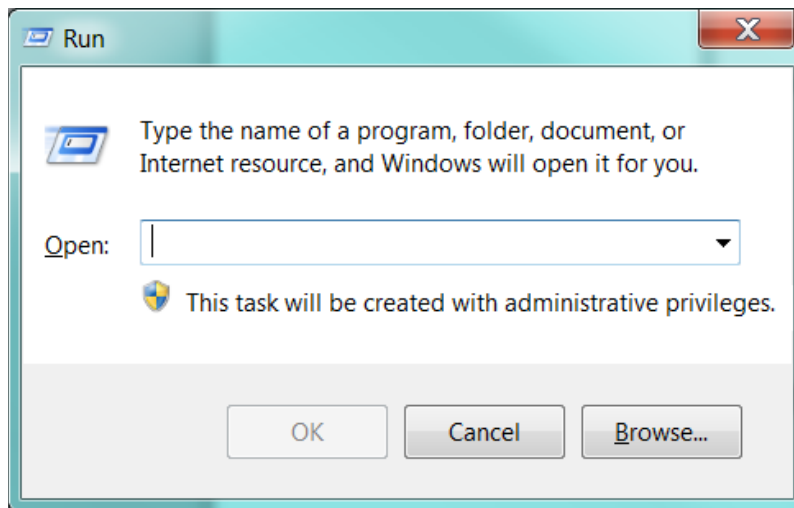 Run
Type the name of a program, folder, document, or
Internet resource, and Windows will open it for you.
Open:
This task will be created with administrative privileges.
OK
Cancel
Browse...